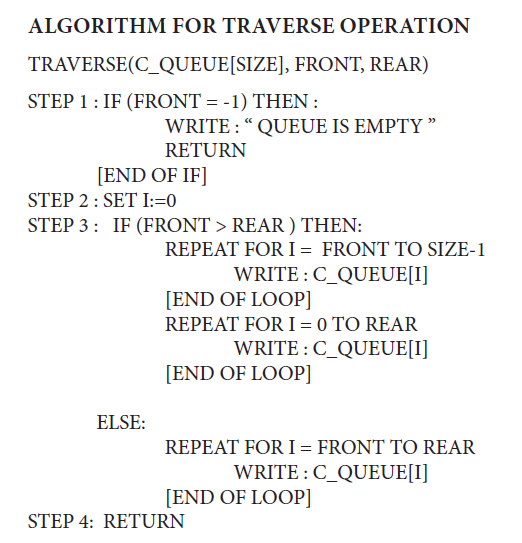 ALGORITHM FOR TRAVERSE OPERATION
TRAVERSE(C_QUEUE[SIZE], FRONT, REAR)
STEP 1 : IF (FRONT = -1) THEN :
WRITE : “ QUEUE IS EMPTY ”
RETURN
[END OF IF]
STEP 2 : SET I:=0
STEP 3 : IF (FRONT > REAR ) THEN:
REPEAT FOR I = FRONT TO SIZE-1
WRITE : C_QUEUE[I]
[END OF LOOP]
REPEAT FOR I = 0 TO REAR
WRITE : C_QUEUE[I]
[END OF LOOP]
ELSE:
REPEAT FOR I = FRONT TO REAR
WRITE : C_QUEUE[I]
[END OF LOOP]
STEP 4: RETURN